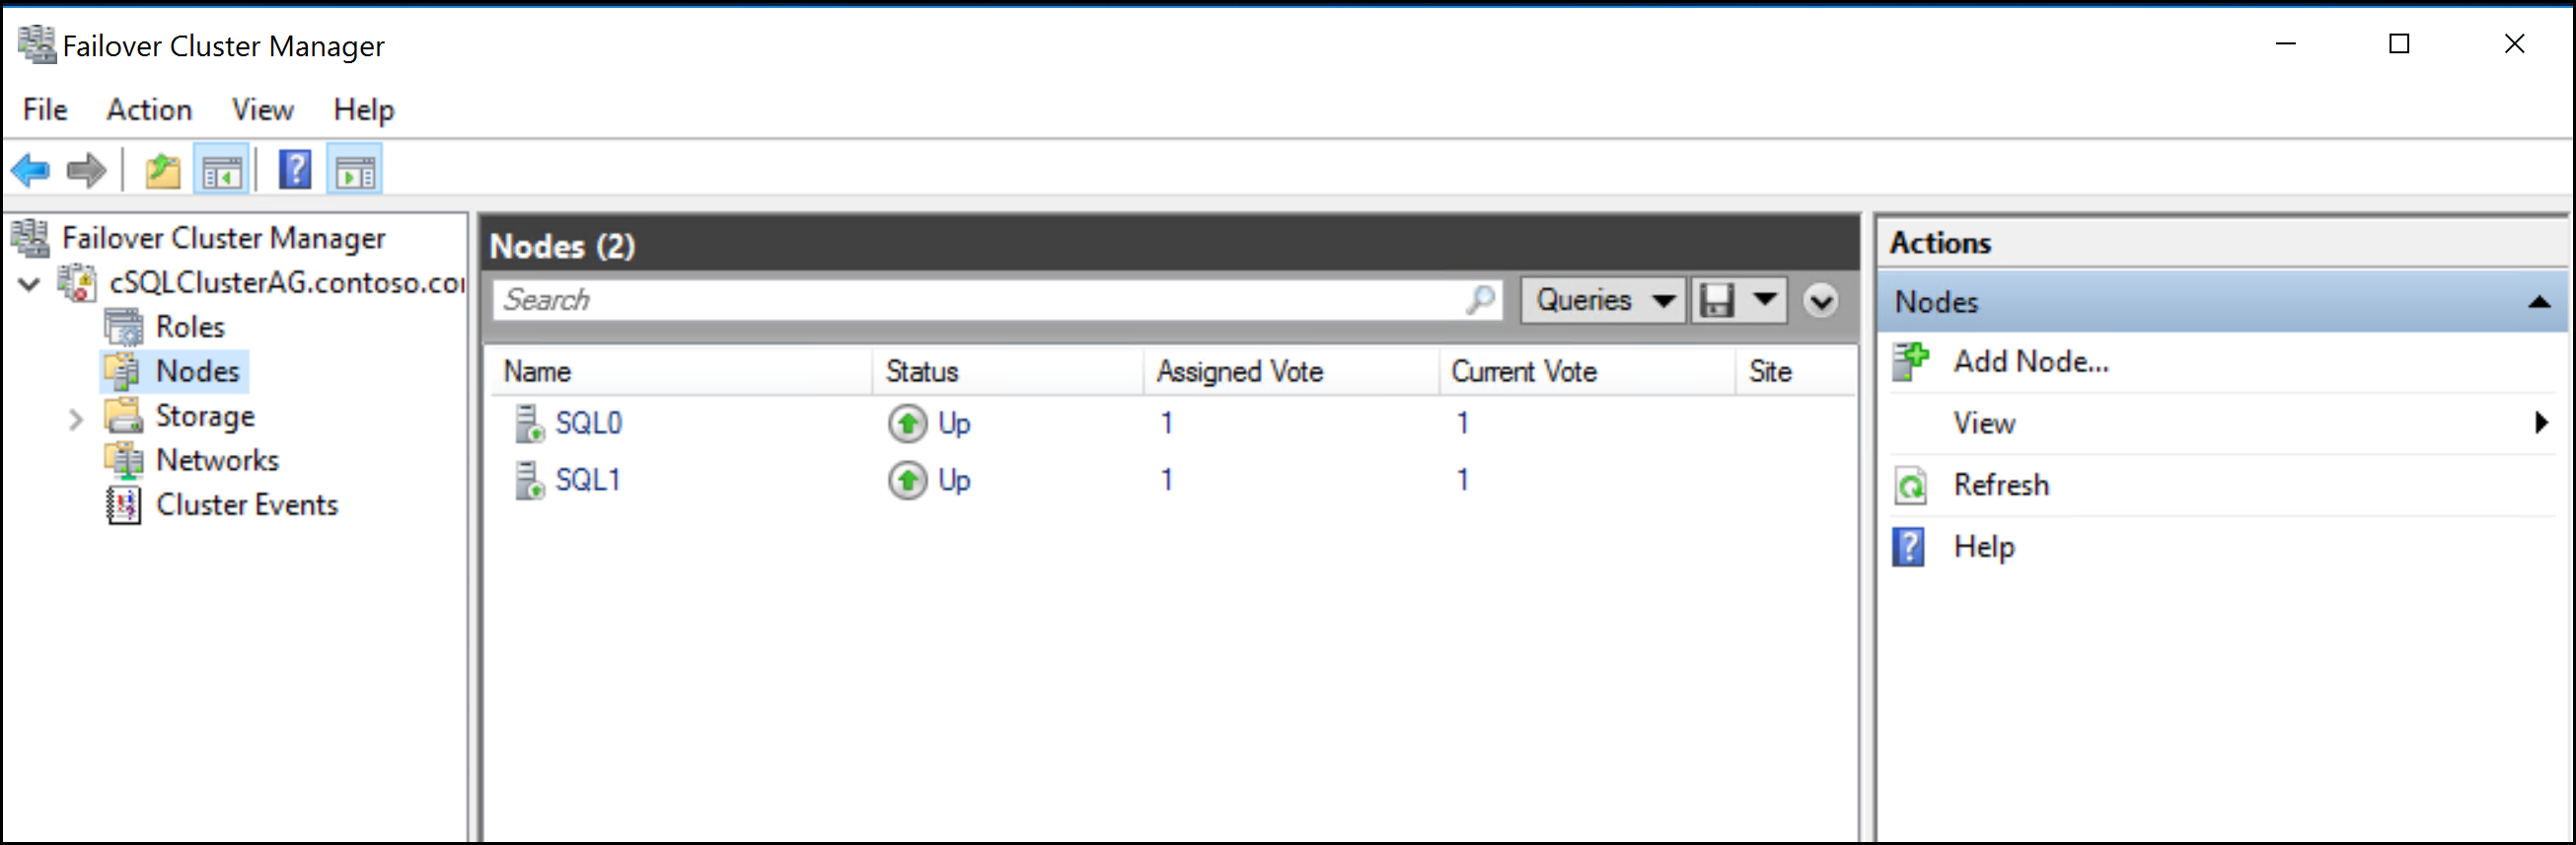 Failover Cluster Manager
File Action View Help
Failover Cluster Manager
cSQLClusterAG.contoso.co
Roles
Nodes
Storage
Networks
Cluster Events
Nodes (2)
Search
Queries
Name Status Assigned Vote Current Vote Site
SQL0 Up 1 1
SQL1 Up 1 1
Actions
Nodes
Add Node...
View
Refresh
Help